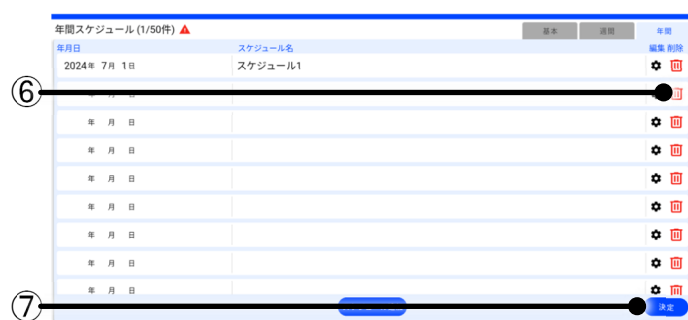 年間スケジュール (1/50件)
基本 週間 年間
年月日 スケジュール名 編集 削除
2024年 7月 1日 スケジュール1
⑥
年 月 日
年 月 日
年 月 日
年 月 日
年 月 日
年 月 日
年 月 日
年 月 日
⑦ 決定